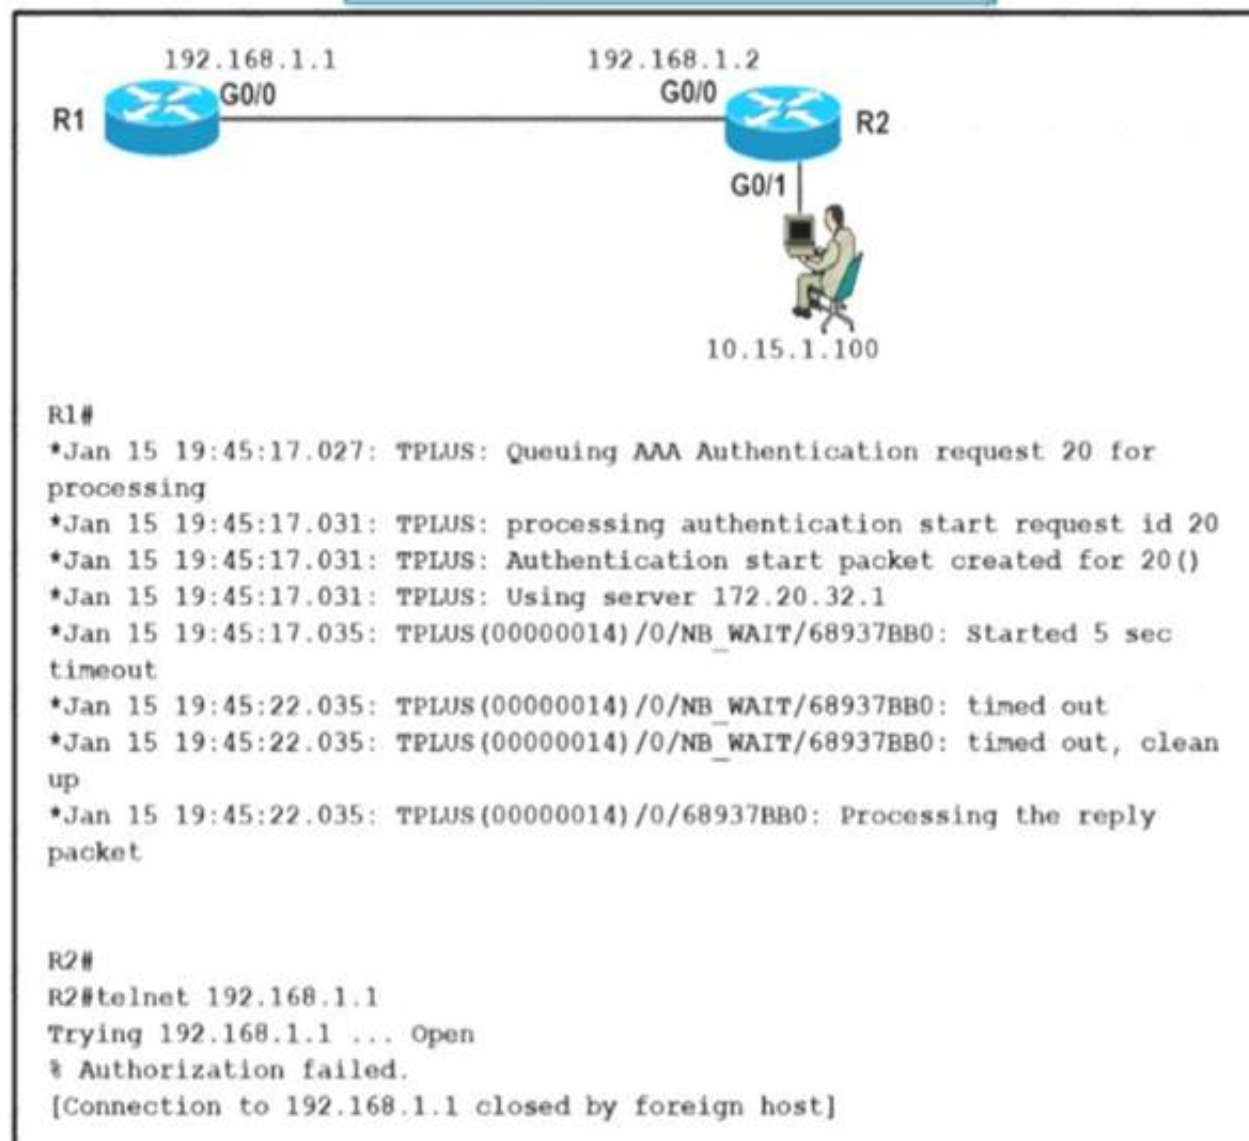 192.168.1.1
192.168.1.2
G0/0
G0/0
R1
R2
G0/1
10.15.1.100
R1#
*Jan 15 19:45:17.027: TPLUS: Queuing AAA Authentication request 20 for
processing
*Jan 15 19:45:17.031: TPLUS: processing authentication start request id 20
*Jan 15 19:45:17.031: TPLUS: Authentication start packet created for 20()
*Jan 15 19:45:17.031: TPLUS: Using server 172.20.32.1
*Jan 15 19:45:17.035: TPLUS(00000014)/0/NB_WAIT/68937BB0: Started 5 sec
timeout
*Jan 15 19:45:22.035: TPLUS(00000014)/0/NB_WAIT/68937BB0: timed out
*Jan 15 19:45:22.035: TPLUS(00000014)/0/NB_WAIT/68937BB0: timed out, clean
up
*Jan 15 19:45:22.035: TPLUS(00000014)/0/68937BB0: Processing the reply
packet
R2#
R2#telnet 192.168.1.1
Trying 192.168.1.1 ... Open
% Authorization failed.
[Connection to 192.168.1.1 closed by foreign host]